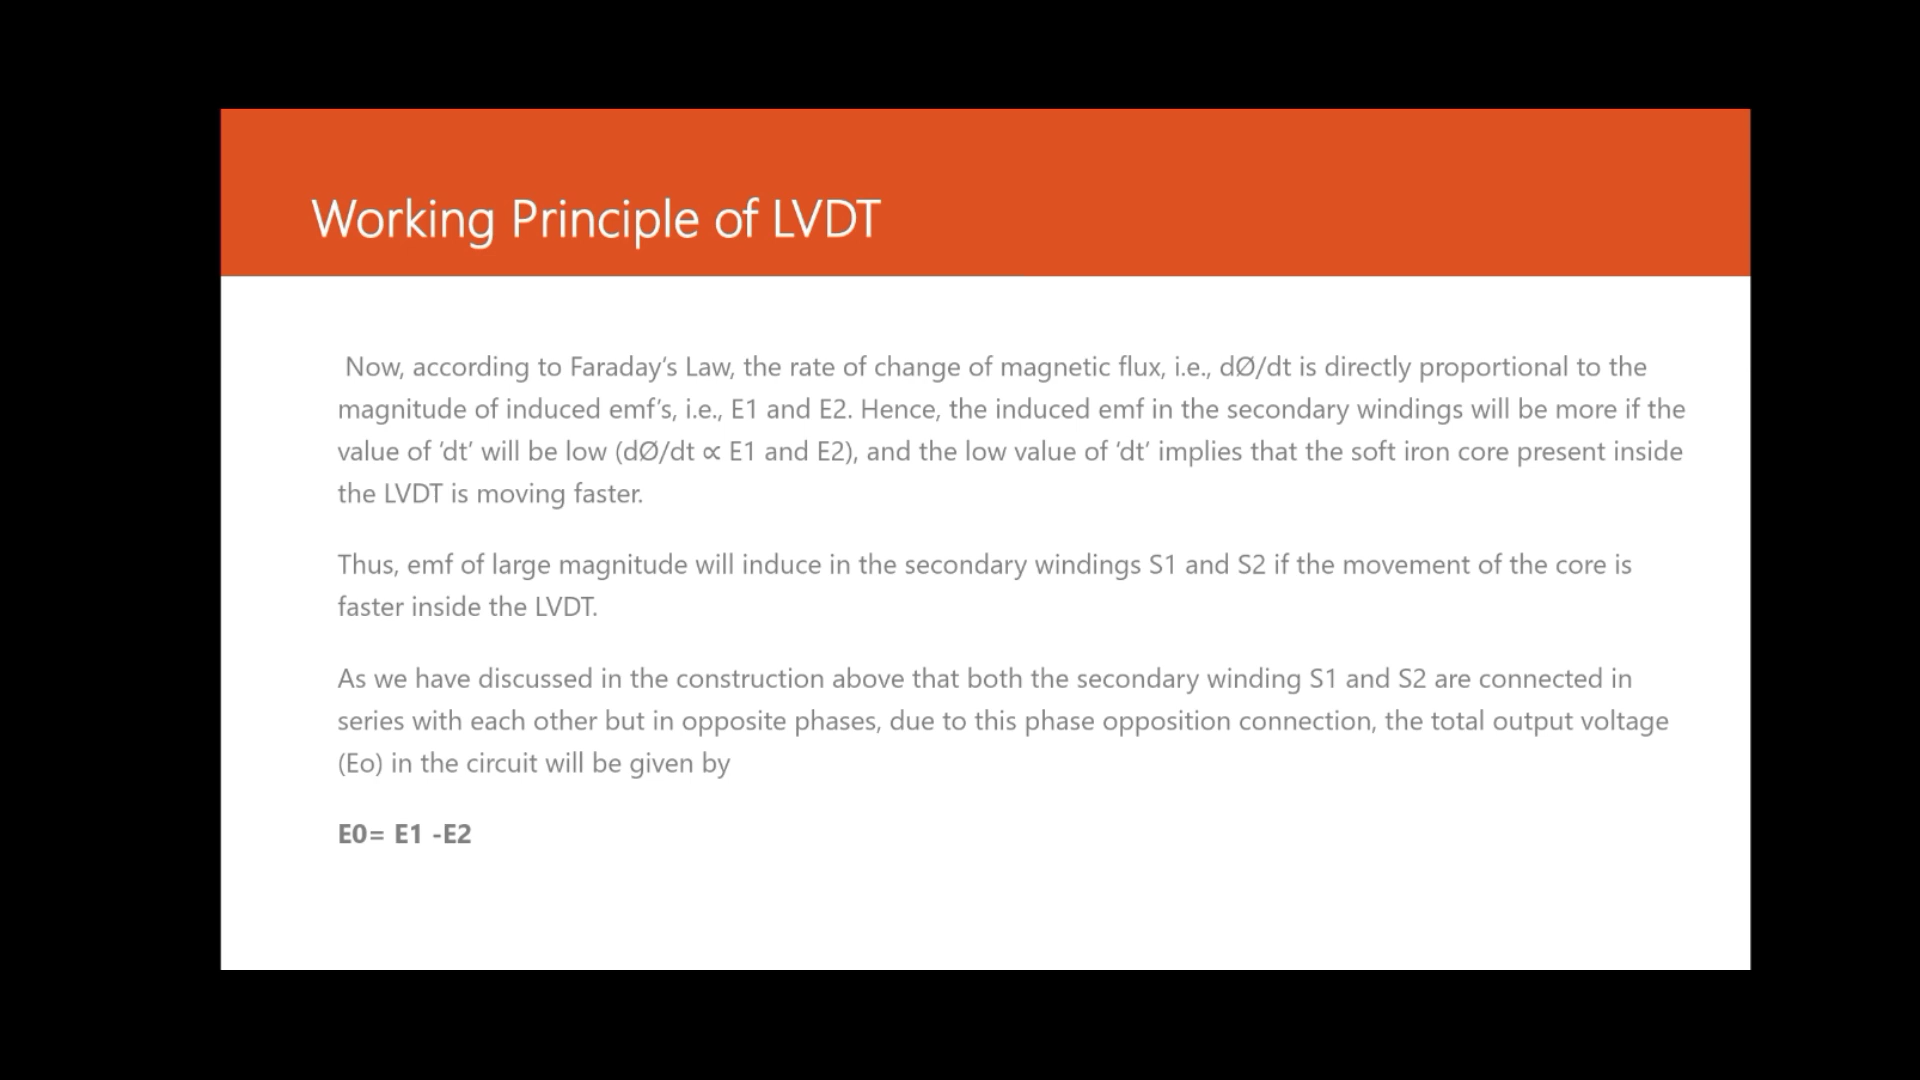 Working Principle of LVDT
Now, according to Faraday’s Law, the rate of change of magnetic flux, i.e., dØ/dt is directly proportional to the
magnitude of induced emf’s, i.e., E1 and E2. Hence, the induced emf in the secondary windings will be more if the
value of ‘dt’ will be low (dØ/dt ∝ E1 and E2), and the low value of ‘dt’ implies that the soft iron core present inside
the LVDT is moving faster.
Thus, emf of large magnitude will induce in the secondary windings S1 and S2 if the movement of the core is
faster inside the LVDT.
As we have discussed in the construction above that both the secondary winding S1 and S2 are connected in
series with each other but in opposite phases, due to this phase opposition connection, the total output voltage
(Eo) in the circuit will be given by
E0= E1 -E2